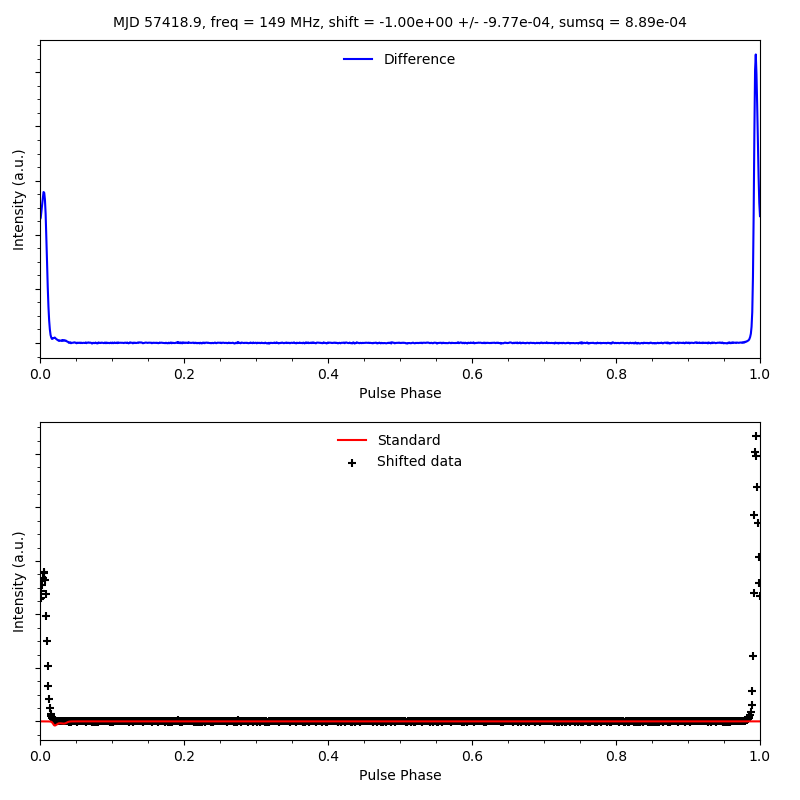 MJD 57418.9, freq = 149 MHz, shift = -1.00e+00 +/- -9.77e-04, sumsq = 8.89e-04
Difference
Intensity (a.u.)
0.0 0.2 0.4 0.6 0.8 1.0
Pulse Phase
Standard
Shifted data
Intensity (a.u.)
0.0 0.2 0.4 0.6 0.8 1.0
Pulse Phase